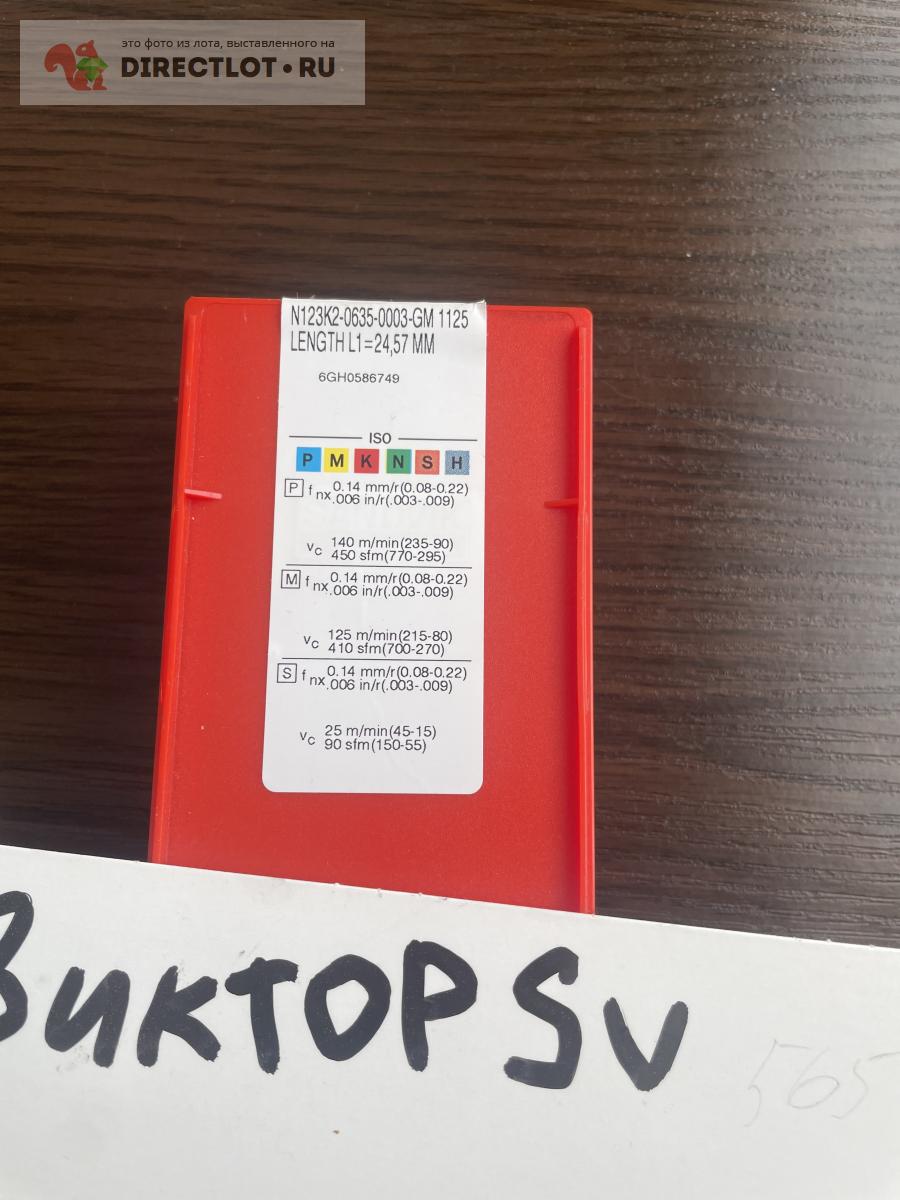 это фото из лота, выставленного на
DIRECTLOT•RU
N123K2-0635-0003-GM 1125
LENGTH L1=24,57 MM
6GH0586749
ISO
P M K N S H
P fnx 0.14 mm/r(0.08-0.22)
.006 in/r(.003-.009)
vc 140 m/min(235-90)
450 sfm(770-295)
M fnx 0.14 mm/r(0.08-0.22)
.006 in/r(.003-.009)
vc 125 m/min(215-80)
410 sfm(700-270)
S fnx 0.14 mm/r(0.08-0.22)
.006 in/r(.003-.009)
vc 25 m/min(45-15)
90 sfm(150-55)
Виктор Sv
565